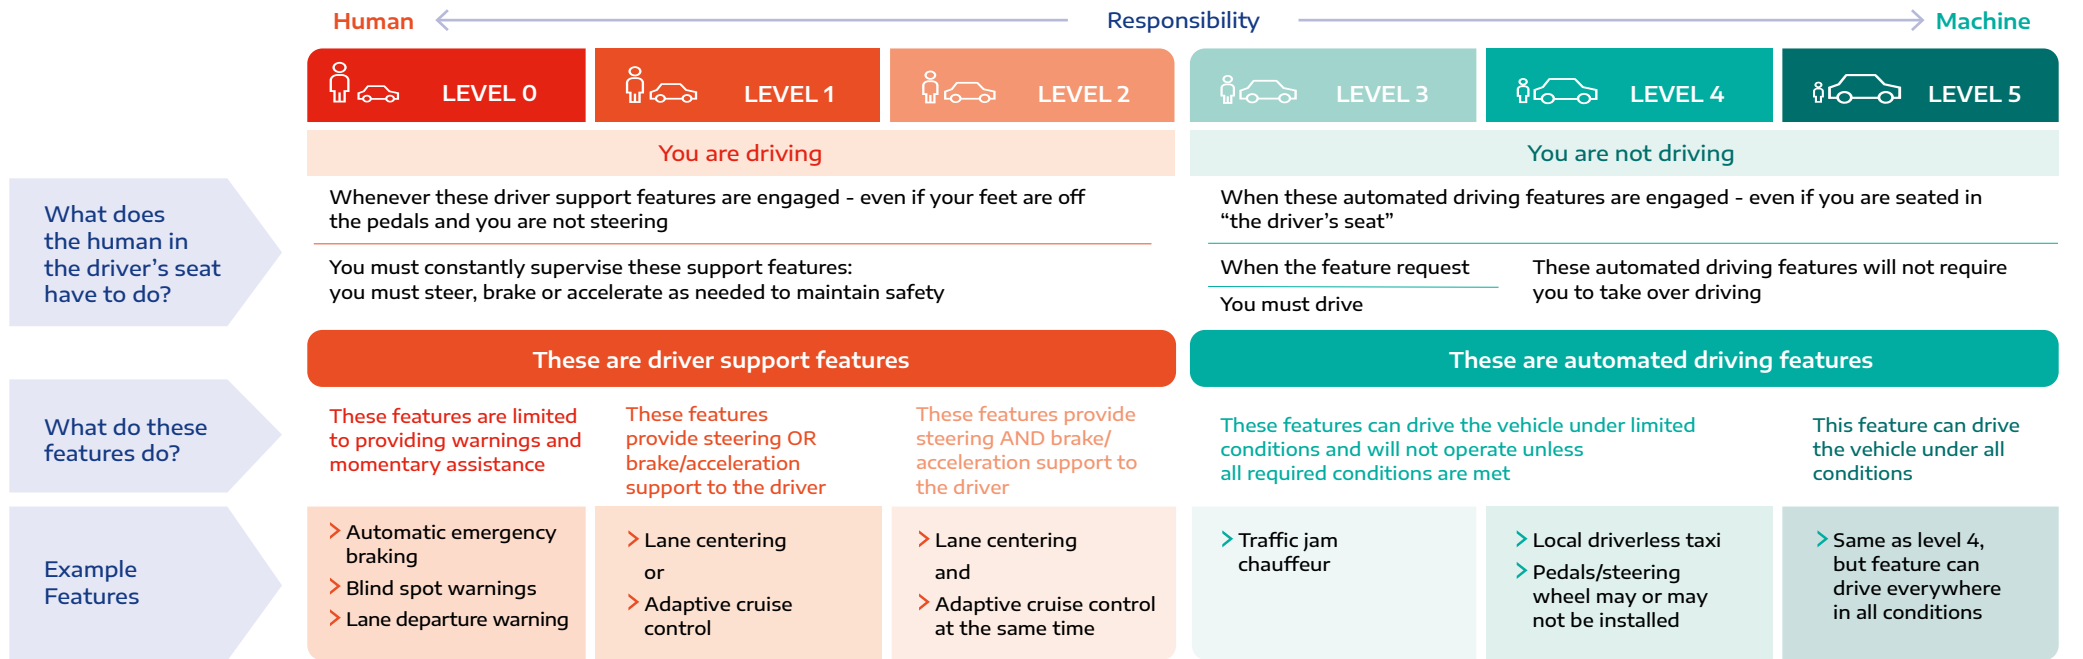 Human
Responsibility
Machine
LEVEL 0
LEVEL 1
LEVEL 2
LEVEL 3
LEVEL 4
LEVEL 5
You are driving
You are not driving
What does
the human in
the driver’s seat
have to do?
Whenever these driver support features are engaged - even if your feet are off
the pedals and you are not steering
You must constantly supervise these support features:
you must steer, brake or accelerate as needed to maintain safety
When these automated driving features are engaged - even if you are seated in
“the driver’s seat”
When the feature request
You must drive
These automated driving features will not require
you to take over driving
These are driver support features
These are automated driving features
What do these
features do?
These features are limited
to providing warnings and
momentary assistance
These features
provide steering OR
brake/acceleration
support to the driver
These features provide
steering AND brake/
acceleration support to
the driver
These features can drive the vehicle under limited
conditions and will not operate unless
all required conditions are met
This feature can drive
the vehicle under all
conditions
Example
Features
Automatic emergency
braking
Blind spot warnings
Lane departure warning
Lane centering
or
Adaptive cruise
control
Lane centering
and
Adaptive cruise control
at the same time
Traffic jam
chauffeur
Local driverless taxi
Pedals/steering
wheel may or may
not be installed
Same as level 4,
but feature can
drive everywhere
in all conditions